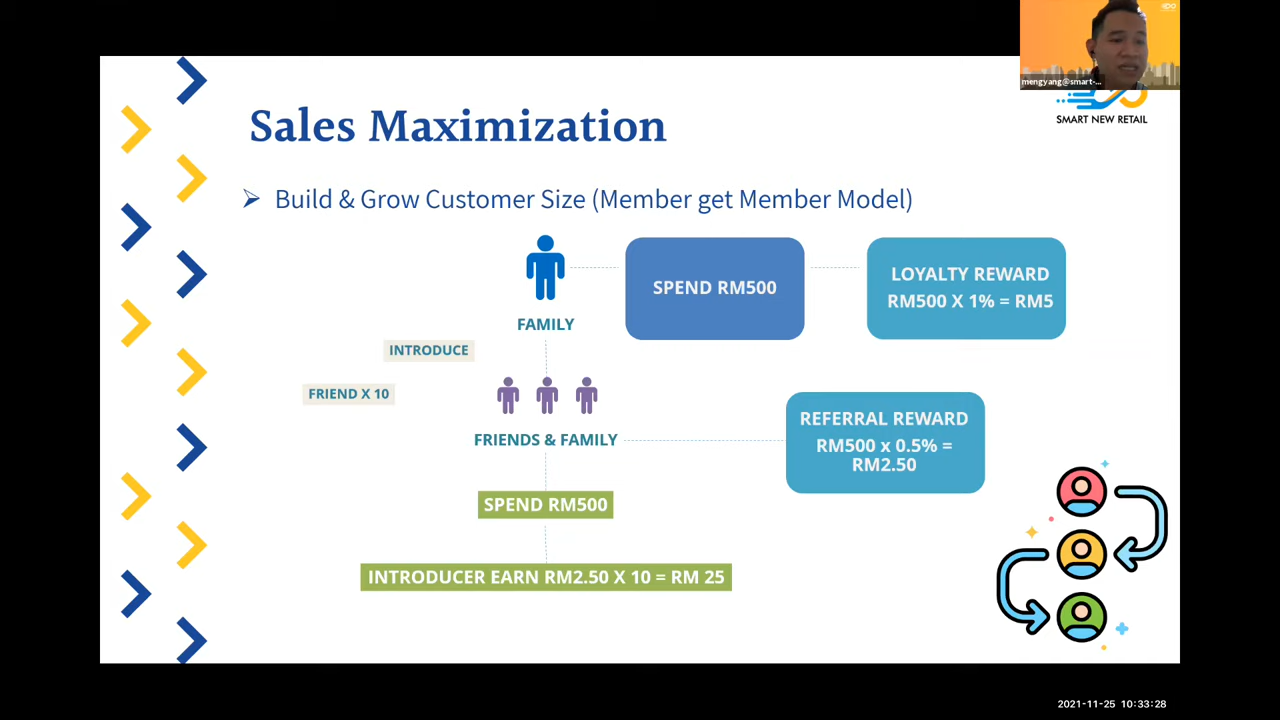 mengyang@smart-...
SMART NEW RETAIL
Sales Maximization
Build & Grow Customer Size (Member get Member Model)
SPEND RM500
LOYALTY REWARD
RM500 X 1% = RM5
FAMILY
INTRODUCE
FRIEND X 10
FRIENDS & FAMILY
REFERRAL REWARD
RM500 x 0.5% =
RM2.50
SPEND RM500
INTRODUCER EARN RM2.50 X 10 = RM 25
2021-11-25 10:33:28